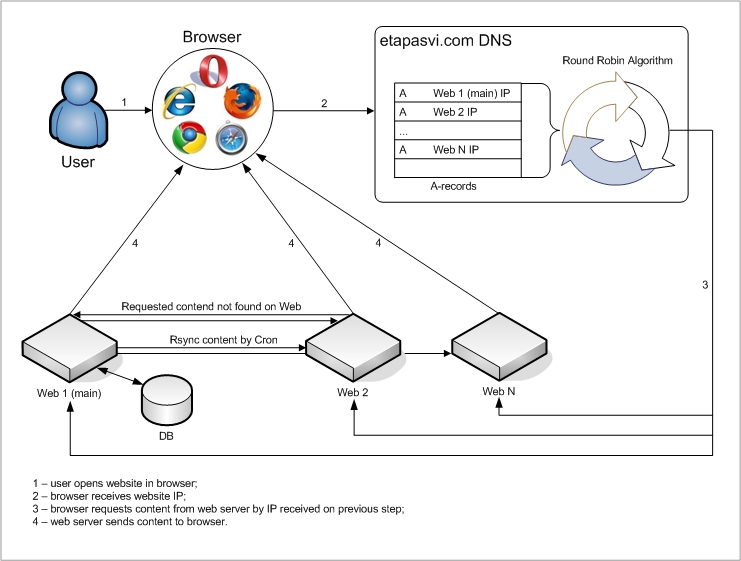 Browser
etapasvi.com DNS
Round Robin Algorithm
A Web 1 (main) IP
1
2
A Web 2 IP
...
User
A Web N IP
A-records
4
4
4
3
Requested contend not found on Web
Rsync content by Cron
Web 1 (main)
Web 2
Web N
DB
1 – user opens website in browser;
2 – browser receives website IP;
3 – browser requests content from web server by IP received on previous step;
4 – web server sends content to browser.